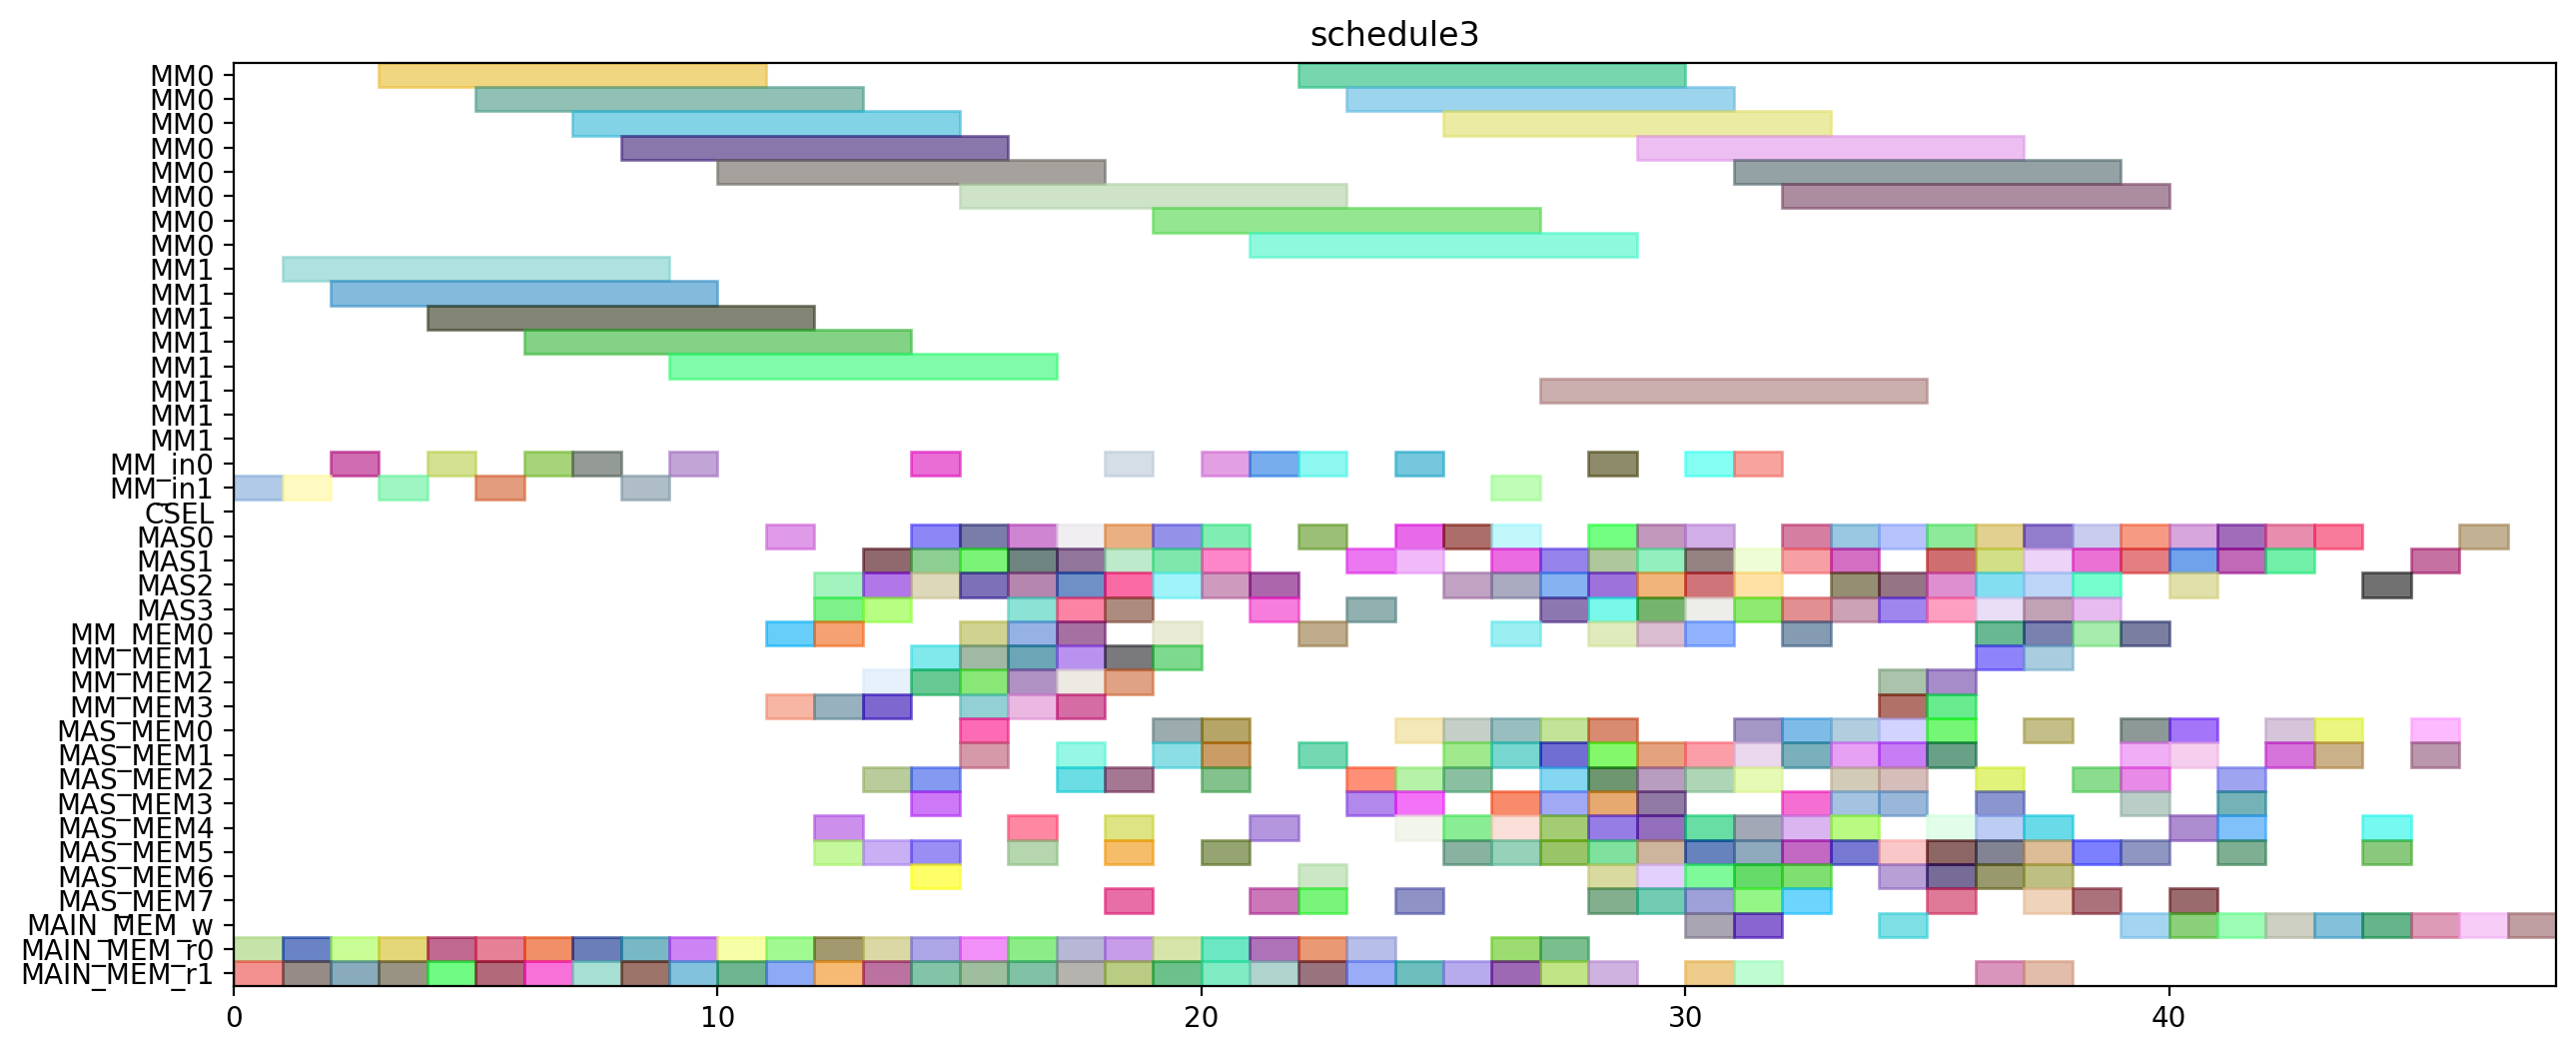 schedule3
MM0
MM0
MM0
MM0
MM0
MM0
MM0
MM0
MM1
MM1
MM1
MM1
MM1
MM1
MM1
MM1
MM_in0
MM_in1
CSEL
MAS0
MAS1
MAS2
MAS3
MM_MEM0
MM_MEM1
MM_MEM2
MM_MEM3
MAS_MEM0
MAS_MEM1
MAS_MEM2
MAS_MEM3
MAS_MEM4
MAS_MEM5
MAS_MEM6
MAS_MEM7
MAIN_MEM_w
MAIN_MEM_r0
MAIN_MEM_r1
0 10 20 30 40